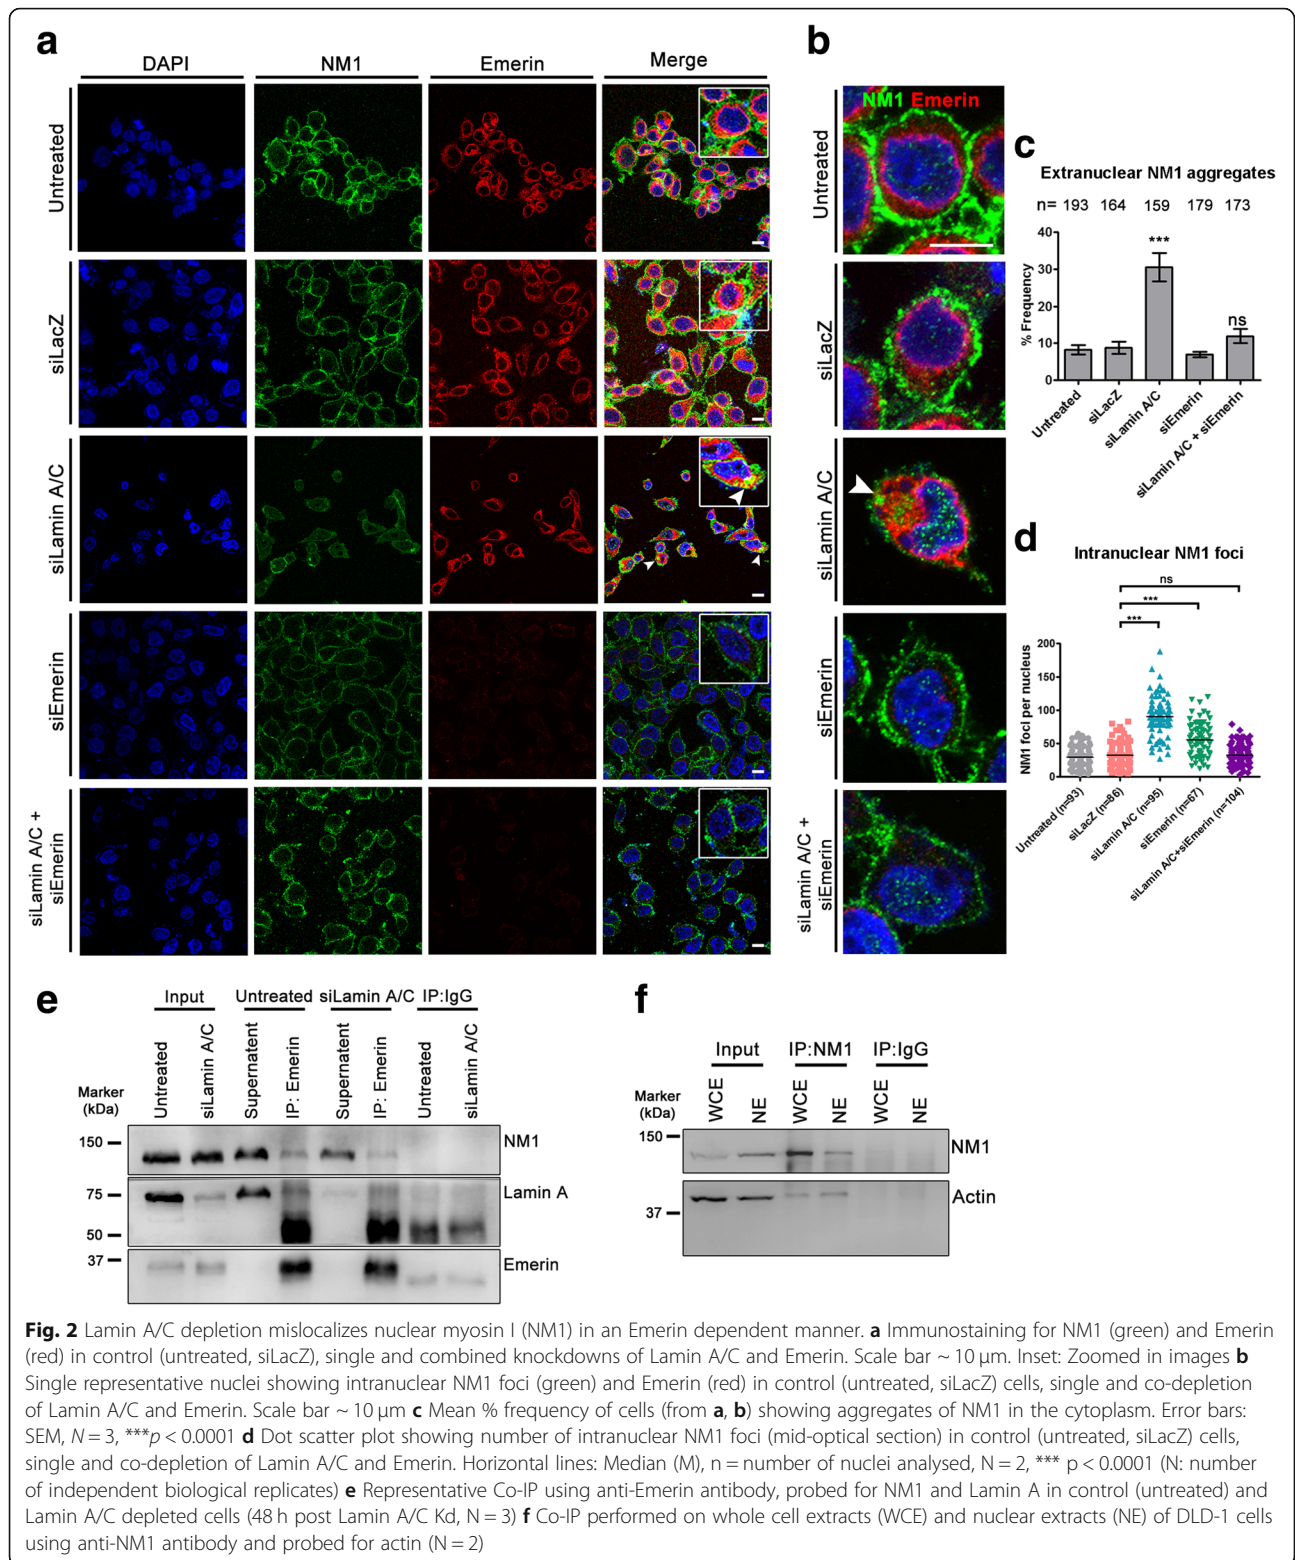 a
DAPI NM1 Emerin Merge
Untreated
siLacZ
siLamin A/C
siEmerin
siLamin A/C +
siEmerin
b
NM1 Emerin
Untreated
siLacZ
siLamin A/C
siEmerin
siLamin A/C +
siEmerin
c
Extranuclear NM1 aggregates
n= 193 164 159 179 173
% Frequency
40
30
20
10
0
***
ns
Untreated
siLacZ
siLamin A/C
siEmerin
siLamin A/C + siEmerin
d
Intranuclear NM1 foci
ns
***
***
NM1 foci per nucleus
200
150
100
50
0
Untreated (n=93)
siLacZ (n=86)
siLamin A/C (n=95)
siEmerin (n=67)
siLamin A/C+siEmerin (n=104)
e
Input Untreated siLamin A/C IP:IgG
Untreated
siLamin A/C
Supernatent
IP: Emerin
Supernatent
IP: Emerin
Untreated
siLamin A/C
Marker
(kDa)
150
NM1
75
Lamin A
50
37
Emerin
f
Input IP:NM1 IP:IgG
WCE
NE
WCE
NE
WCE
NE
Marker
(kDa)
150
NM1
Actin
37
Fig. 2 Lamin A/C depletion mislocalizes nuclear myosin I (NM1) in an Emerin dependent manner. a Immunostaining for NM1 (green) and Emerin
(red) in control (untreated, siLacZ), single and combined knockdowns of Lamin A/C and Emerin. Scale bar ~ 10 μm. Inset: Zoomed in images b
Single representative nuclei showing intranuclear NM1 foci (green) and Emerin (red) in control (untreated, siLacZ) cells, single and co-depletion
of Lamin A/C and Emerin. Scale bar ~ 10 μm c Mean % frequency of cells (from a, b) showing aggregates of NM1 in the cytoplasm. Error bars:
SEM, N = 3, ***p < 0.0001 d Dot scatter plot showing number of intranuclear NM1 foci (mid-optical section) in control (untreated, siLacZ) cells,
single and co-depletion of Lamin A/C and Emerin. Horizontal lines: Median (M), n = number of nuclei analysed, N = 2, *** p < 0.0001 (N: number
of independent biological replicates) e Representative Co-IP using anti-Emerin antibody, probed for NM1 and Lamin A in control (untreated) and
Lamin A/C depleted cells (48 h post Lamin A/C Kd, N = 3) f Co-IP performed on whole cell extracts (WCE) and nuclear extracts (NE) of DLD-1 cells
using anti-NM1 antibody and probed for actin (N = 2)